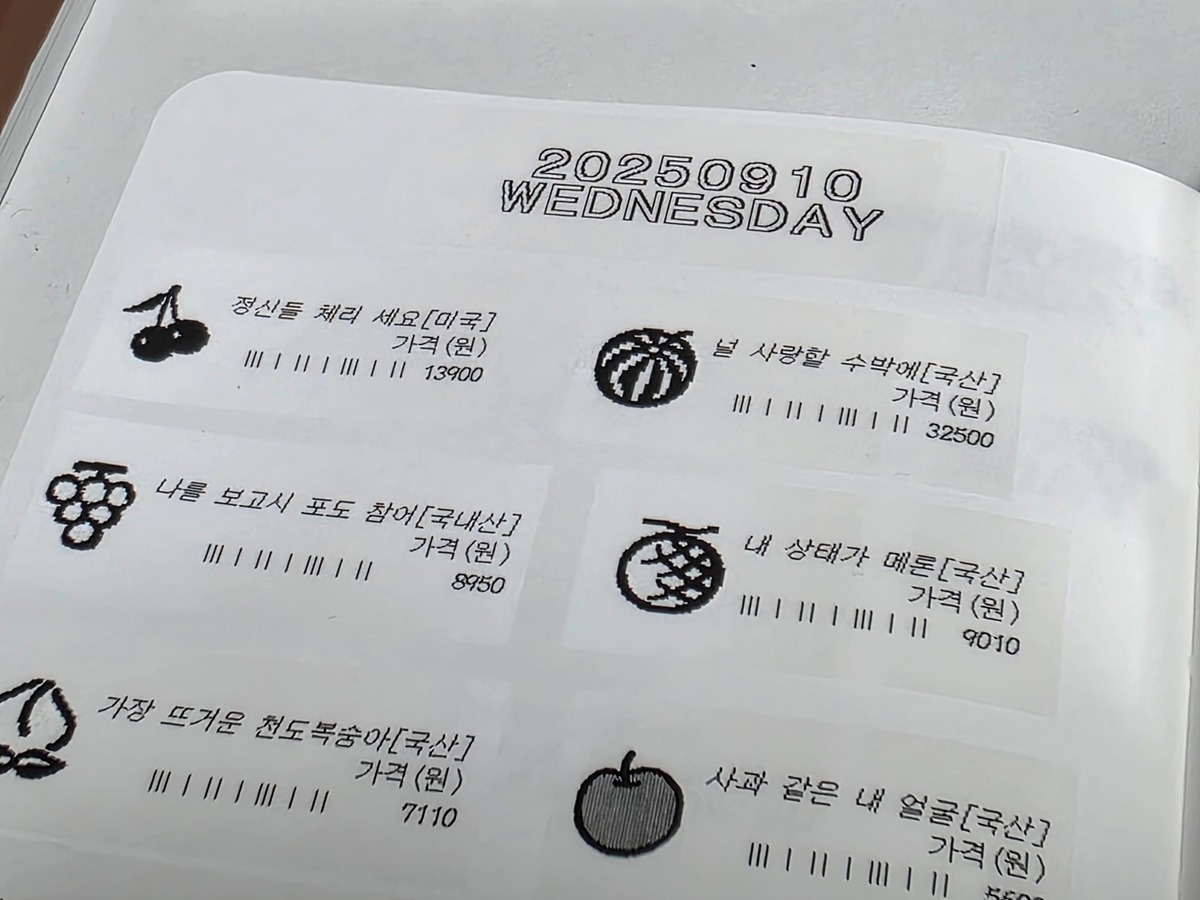 20250910
WEDNESDAY
정신들 체리 세요[미국]
가격(원)
13900
널 사랑할 수박에[국산]
가격(원)
32500
나를 보고시 포도 참어[국내산]
가격(원)
8950
내 상태가 메론[국산]
가격(원)
9010
가장 뜨거운 천도복숭아[국산]
가격(원)
7110
사과 같은 내 얼굴[국산]
가격(원)